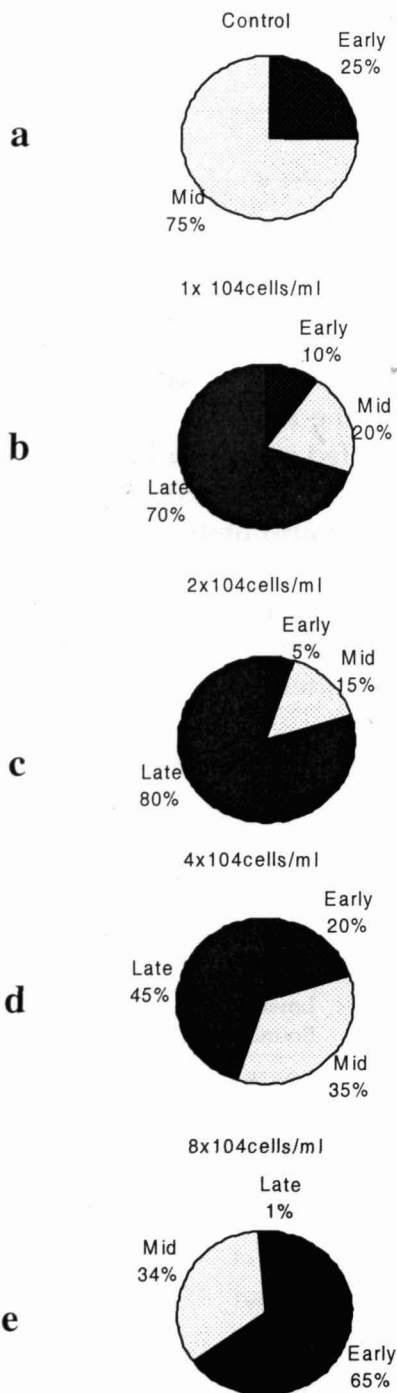 Control
Early
25%
a
Mid
75%
1x 104cells/ml
Early
10%
Mid
20%
b
Late
70%
2x104cells/ml
Early
5%
Mid
15%
c
Late
80%
4x104cells/ml
Early
20%
Late
45%
d
Mid
35%
8x104cells/ml
Late
1%
Mid
34%
e
Early
65%